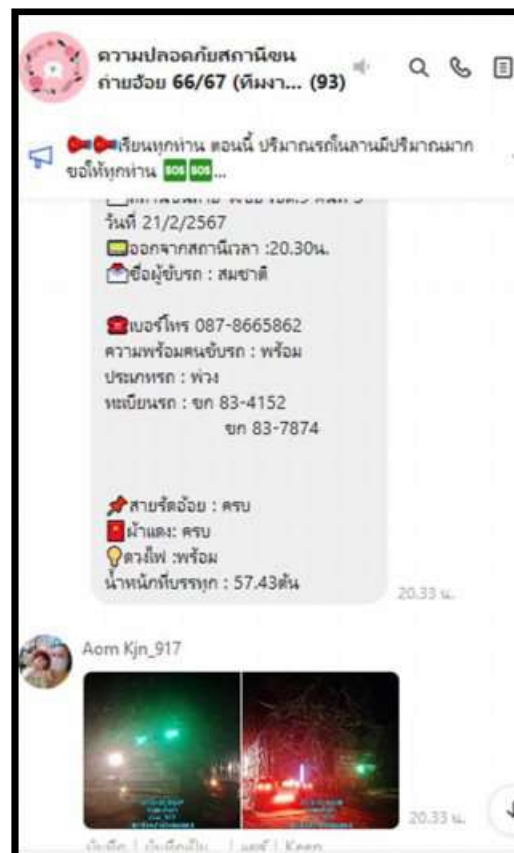 ความปลอดภัยสถานีขน
ถ่ายอ้อย 66/67 (ทีมงา... (93)
เรียนทุกท่าน ตอนนี้ ปริมาณรถในลานมีปริมาณมาก
ขอให้ทุกท่าน SOS SOS...
วันที่ 21/2/2567
ออกจากสถานีเวลา :20.30น.
ชื่อผู้ขับรถ : สมชาติ
เบอร์โทร 087-8665862
ความพร้อมคนขับรถ : พร้อม
ประเภทรถ : พ่วง
ทะเบียนรถ : ขก 83-4152
ขก 83-7874
สายรัดอ้อย : ครบ
ผ้าแดง: ครบ
ดวงไฟ :พร้อม
น้ำหนักที่บรรทุก : 57.43ตัน
20.33 น.
Aom Kjn_917
20.33 น.
แชร์ | Keep